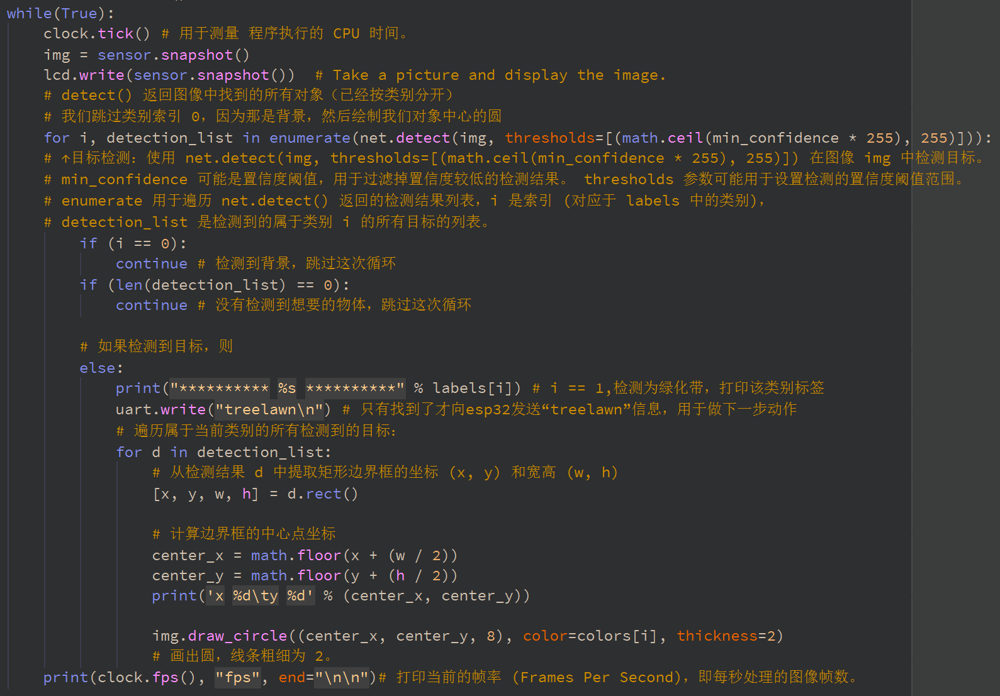 while(True):
clock.tick() # 用于测量 程序执行的 CPU 时间。
img = sensor.snapshot()
lcd.write(sensor.snapshot())  # Take a picture and display the image.
# detect() 返回图像中找到的所有对象（已经按类别分开）
# 我们跳过类别索引 0，因为那是背景，然后绘制我们对象中心的圆
for i, detection_list in enumerate(net.detect(img, thresholds=[(math.ceil(min_confidence * 255), 255)])):
# ↑目标检测：使用 net.detect(img, thresholds=[(math.ceil(min_confidence * 255), 255)]) 在图像 img 中检测目标。
# min_confidence 可能是置信度阈值，用于过滤掉置信度较低的检测结果。 thresholds 参数可能用于设置检测的置信度阈值范围。
# enumerate 用于遍历 net.detect() 返回的检测结果列表，i 是索引 (对应于 labels 中的类别)，
# detection_list 是检测到的属于类别 i 的所有目标的列表。
if (i == 0):
continue # 检测到背景，跳过这次循环
if (len(detection_list) == 0):
continue # 没有检测到想要的物体，跳过这次循环
# 如果检测到目标，则
else:
print("********** %s **********" % labels[i]) # i == 1,检测为绿化带，打印该类别标签
uart.write("treelawn\n") # 只有找到了才向esp32发送“treelawn”信息，用于做下一步动作
# 遍历属于当前类别的所有检测到的目标：
for d in detection_list:
# 从检测结果 d 中提取矩形边界框的坐标 (x, y) 和宽高 (w, h)
[x, y, w, h] = d.rect()
# 计算边界框的中心点坐标
center_x = math.floor(x + (w / 2))
center_y = math.floor(y + (h / 2))
print('x %d\ty %d' % (center_x, center_y))
img.draw_circle((center_x, center_y, 8), color=colors[i], thickness=2)
# 画出圆，线条粗细为 2。
print(clock.fps(), "fps", end="\n\n")# 打印当前的帧率 (Frames Per Second)，即每秒处理的图像帧数。